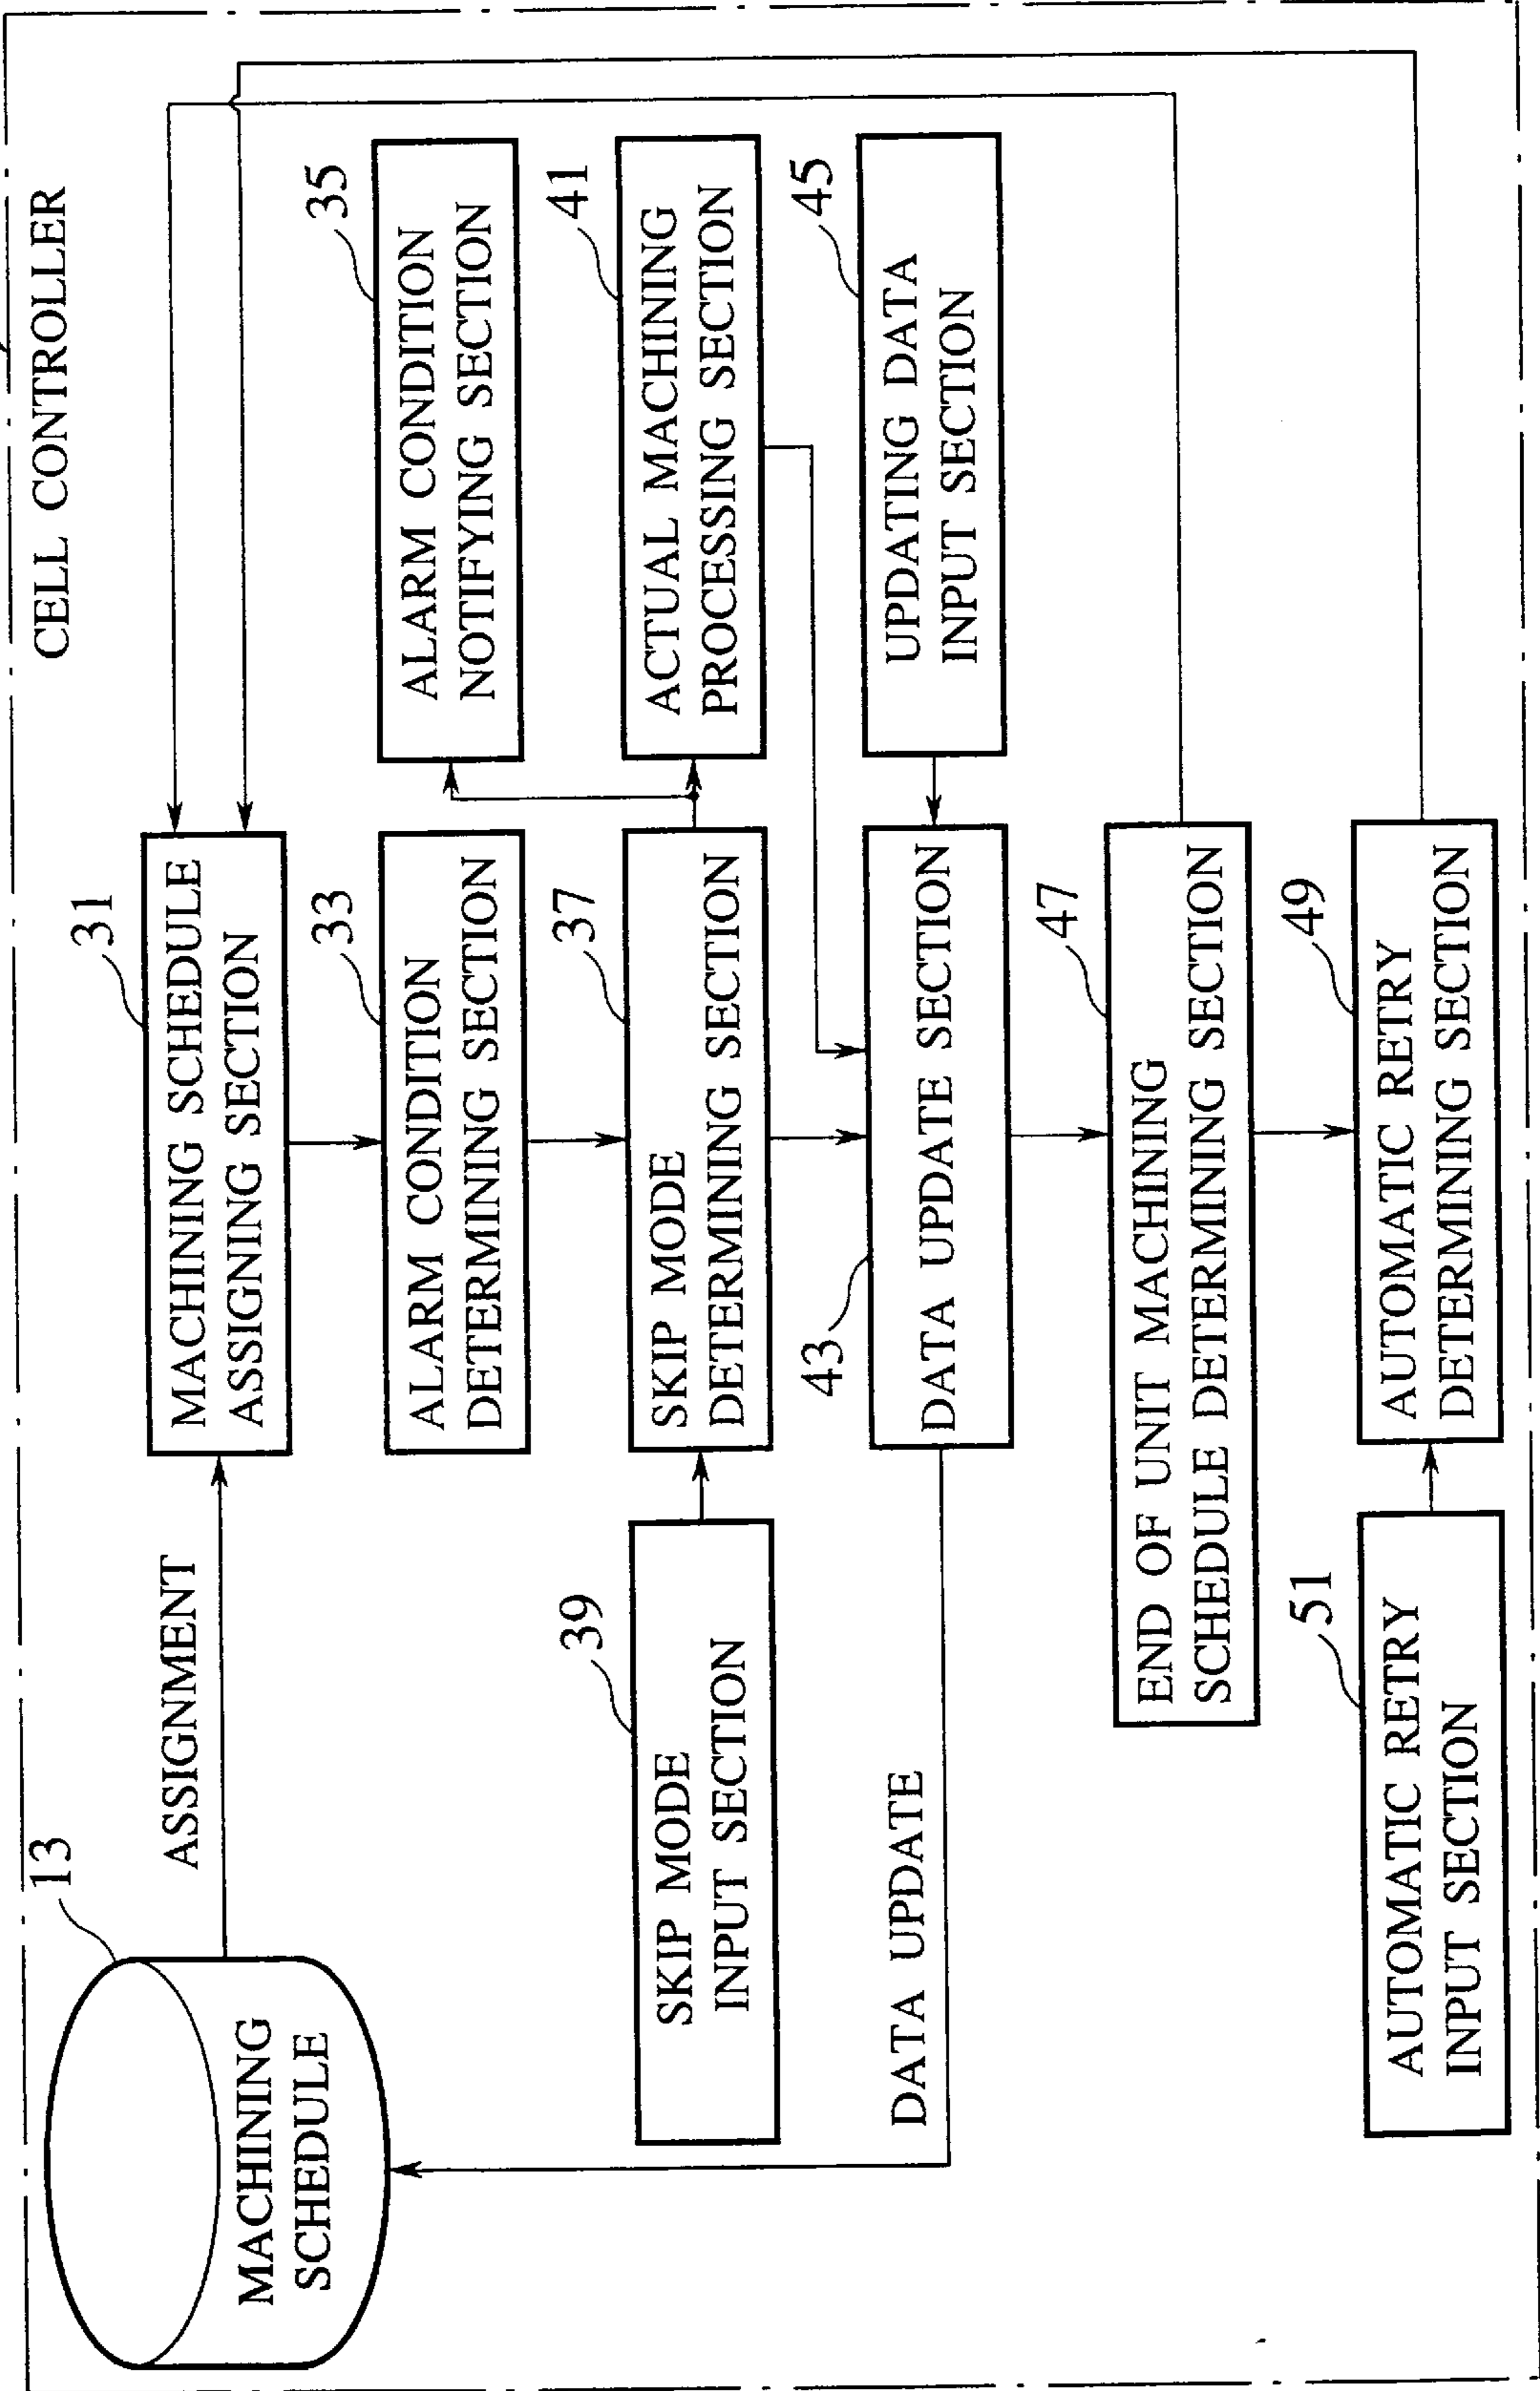 CELL CONTROLLER
13
MACHINING
SCHEDULE
ASSIGNMENT
31
MACHINING SCHEDULE
ASSIGNING SECTION
33
ALARM CONDITION
DETERMINING SECTION
35
ALARM CONDITION
NOTIFYING SECTION
39
SKIP MODE
INPUT SECTION
37
SKIP MODE
DETERMINING SECTION
41
ACTUAL MACHINING
PROCESSING SECTION
DATA UPDATE
43
DATA UPDATE SECTION
45
UPDATING DATA
INPUT SECTION
47
END OF UNIT MACHINING
SCHEDULE DETERMINING SECTION
51
AUTOMATIC RETRY
INPUT SECTION
49
AUTOMATIC RETRY
DETERMINING SECTION